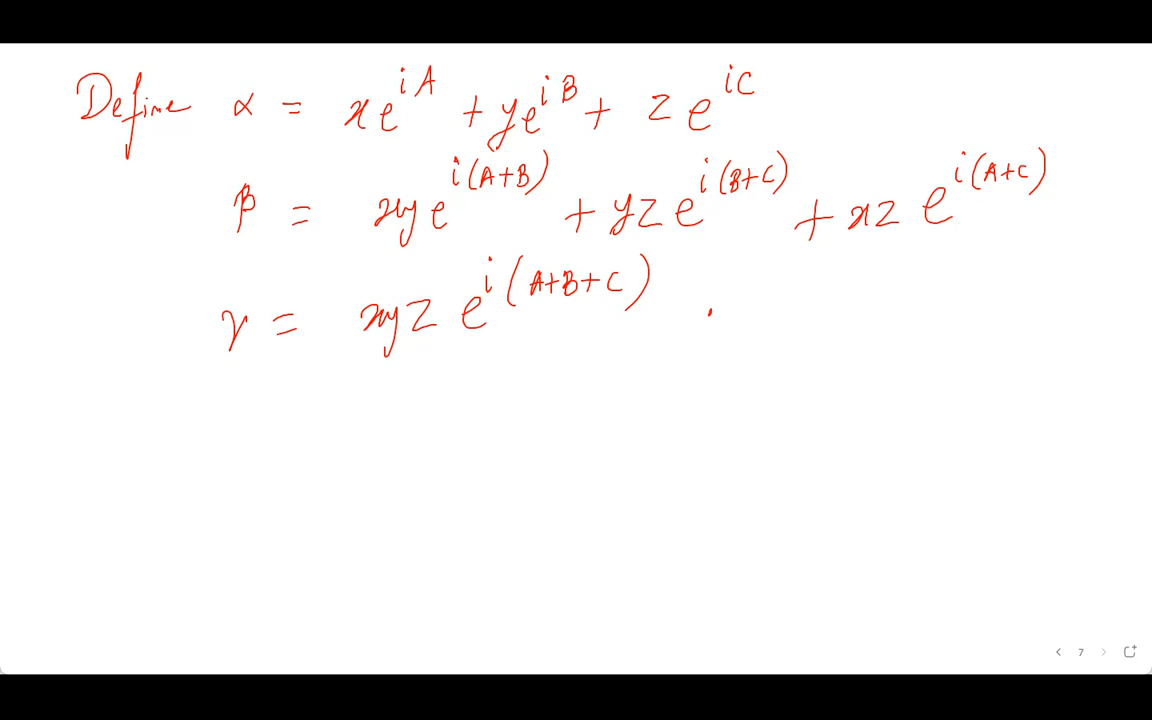 Define α = xe^{iA} + ye^{iB} + ze^{iC}
β = xye^{i(A+B)} + yze^{i(B+C)} + xze^{i(A+C)}
γ = xyze^{i(A+B+C)}.
7